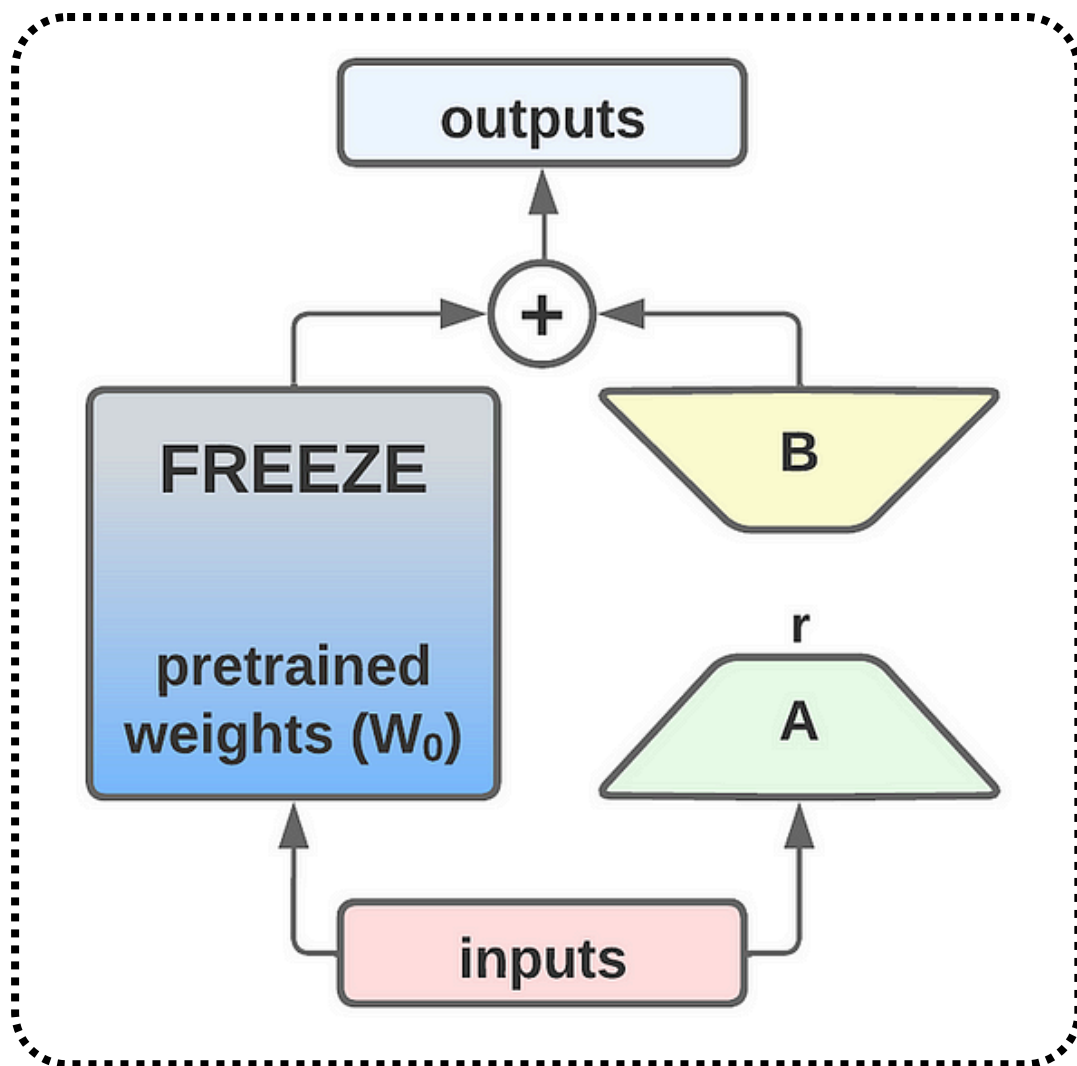 outputs
+
FREEZE
B
pretrained
weights (W₀)
r
A
inputs